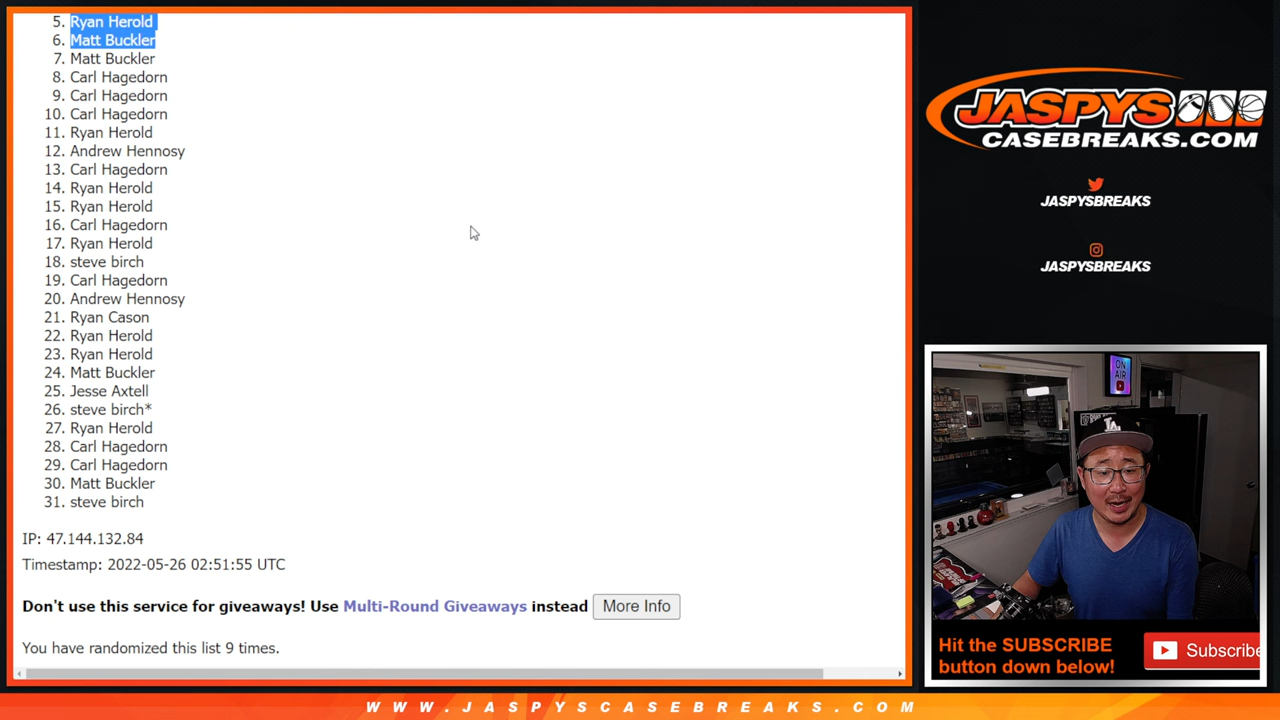 5. Ryan Herold
6. Matt Buckler
7. Matt Buckler
8. Carl Hagedorn
9. Carl Hagedorn
10. Carl Hagedorn
11. Ryan Herold
12. Andrew Hennosy
13. Carl Hagedorn
14. Ryan Herold
15. Ryan Herold
16. Carl Hagedorn
17. Ryan Herold
18. steve birch
19. Carl Hagedorn
20. Andrew Hennosy
21. Ryan Cason
22. Ryan Herold
23. Ryan Herold
24. Matt Buckler
25. Jesse Axtell
26. steve birch*
27. Ryan Herold
28. Carl Hagedorn
29. Carl Hagedorn
30. Matt Buckler
31. steve birch
IP: 47.144.132.84
Timestamp: 2022-05-26 02:51:55 UTC
Don't use this service for giveaways! Use Multi-Round Giveaways instead More Info
You have randomized this list 9 times.
JASPYS
CASEBREAKS.COM
JASPYSBREAKS
JASPYSBREAKS
ON
AIR
LA
Hit the SUBSCRIBE
button down below!
Subscribe
WWW.JASPYSCASEBREAKS.COM